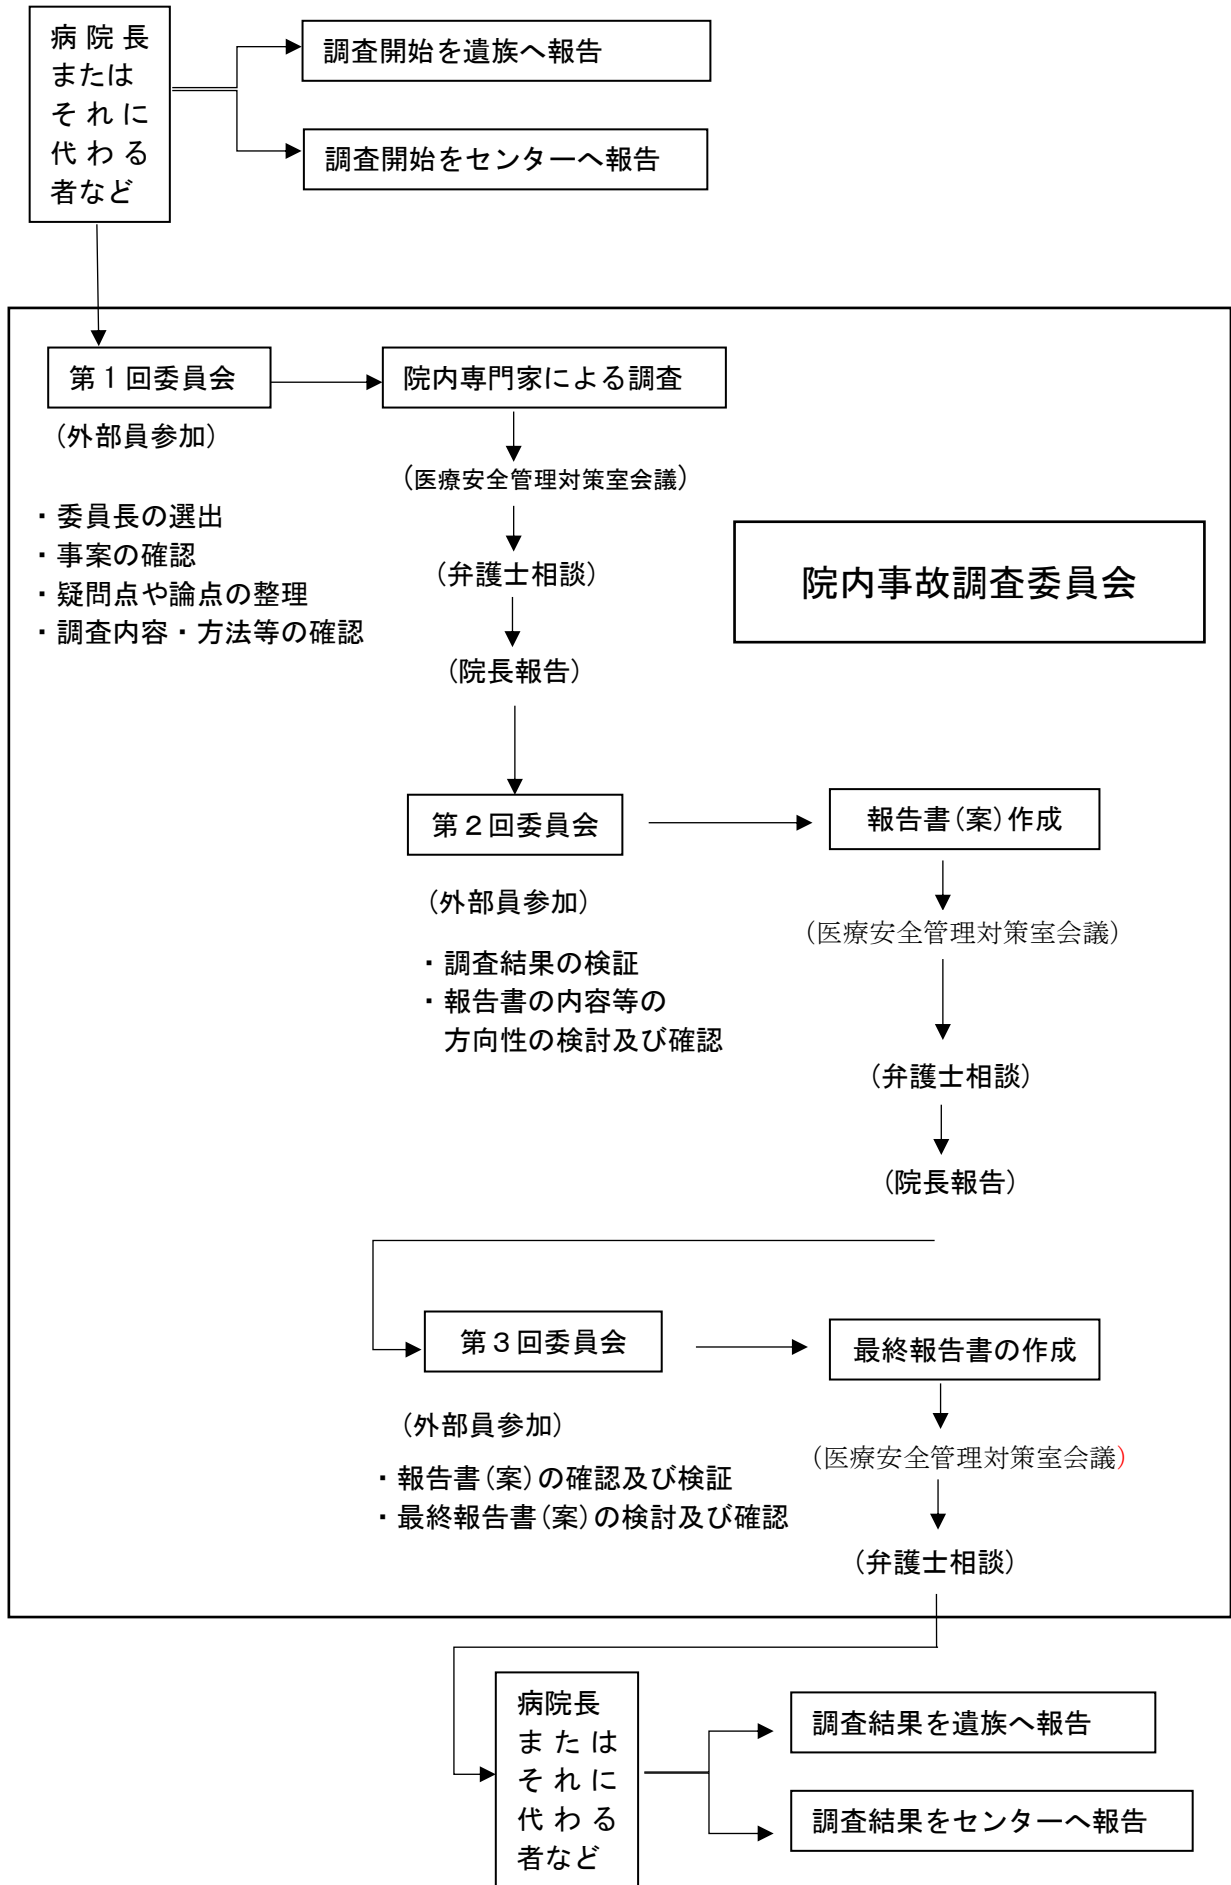 病院長
または
それに
代わる
者など
調査開始を遺族へ報告
調査開始をセンターへ報告
第1回委員会
(外部員参加)
・委員長の選出
・事案の確認
・疑問点や論点の整理
・調査内容・方法等の確認
院内専門家による調査
(医療安全管理対策室会議)
(弁護士相談)
(院長報告)
院内事故調査委員会
第2回委員会
(外部員参加)
・調査結果の検証
・報告書の内容等の
方向性の検討及び確認
報告書(案)作成
(医療安全管理対策室会議)
(弁護士相談)
(院長報告)
第3回委員会
(外部員参加)
・報告書(案)の確認及び検証
・最終報告書(案)の検討及び確認
最終報告書の作成
(医療安全管理対策室会議)
(弁護士相談)
病院長
または
それに
代わる
者など
調査結果を遺族へ報告
調査結果をセンターへ報告